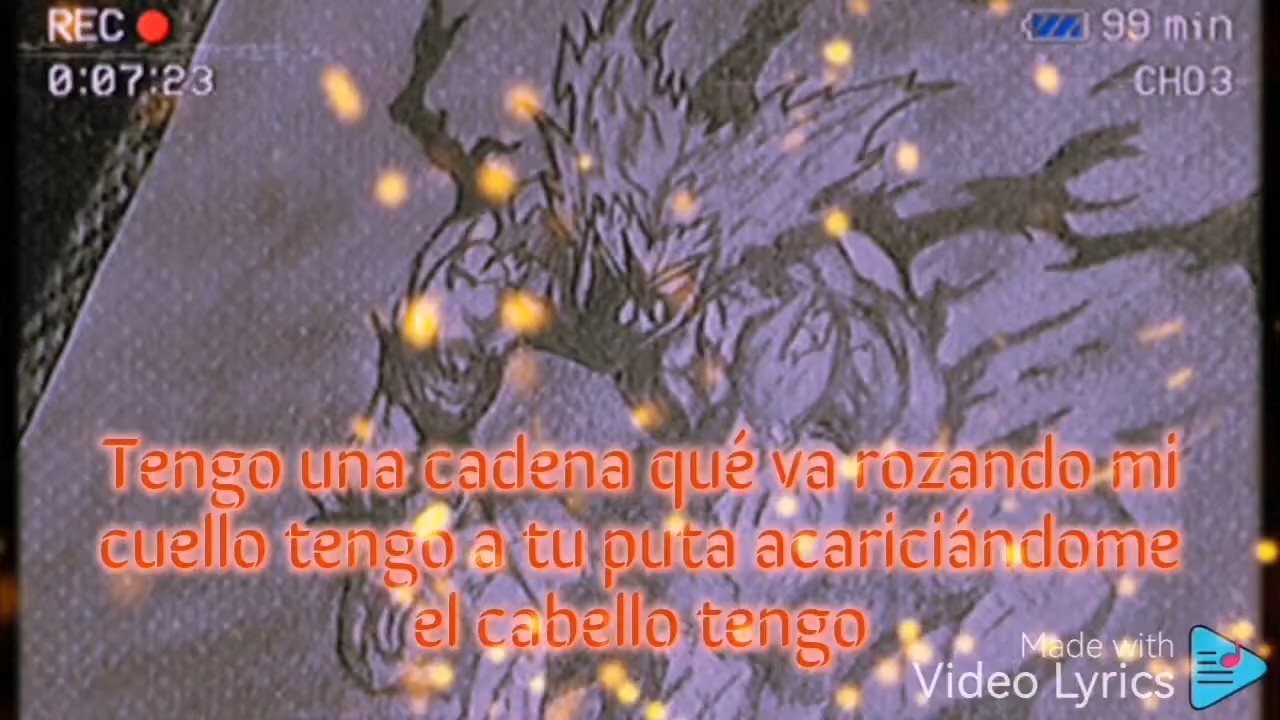 REC
99 min
0:07:23
CH03
Tengo una cadena qué va rozando mi
cuello tengo a tu puta acariciándome
el cabello tengo
Made with
Video Lyrics